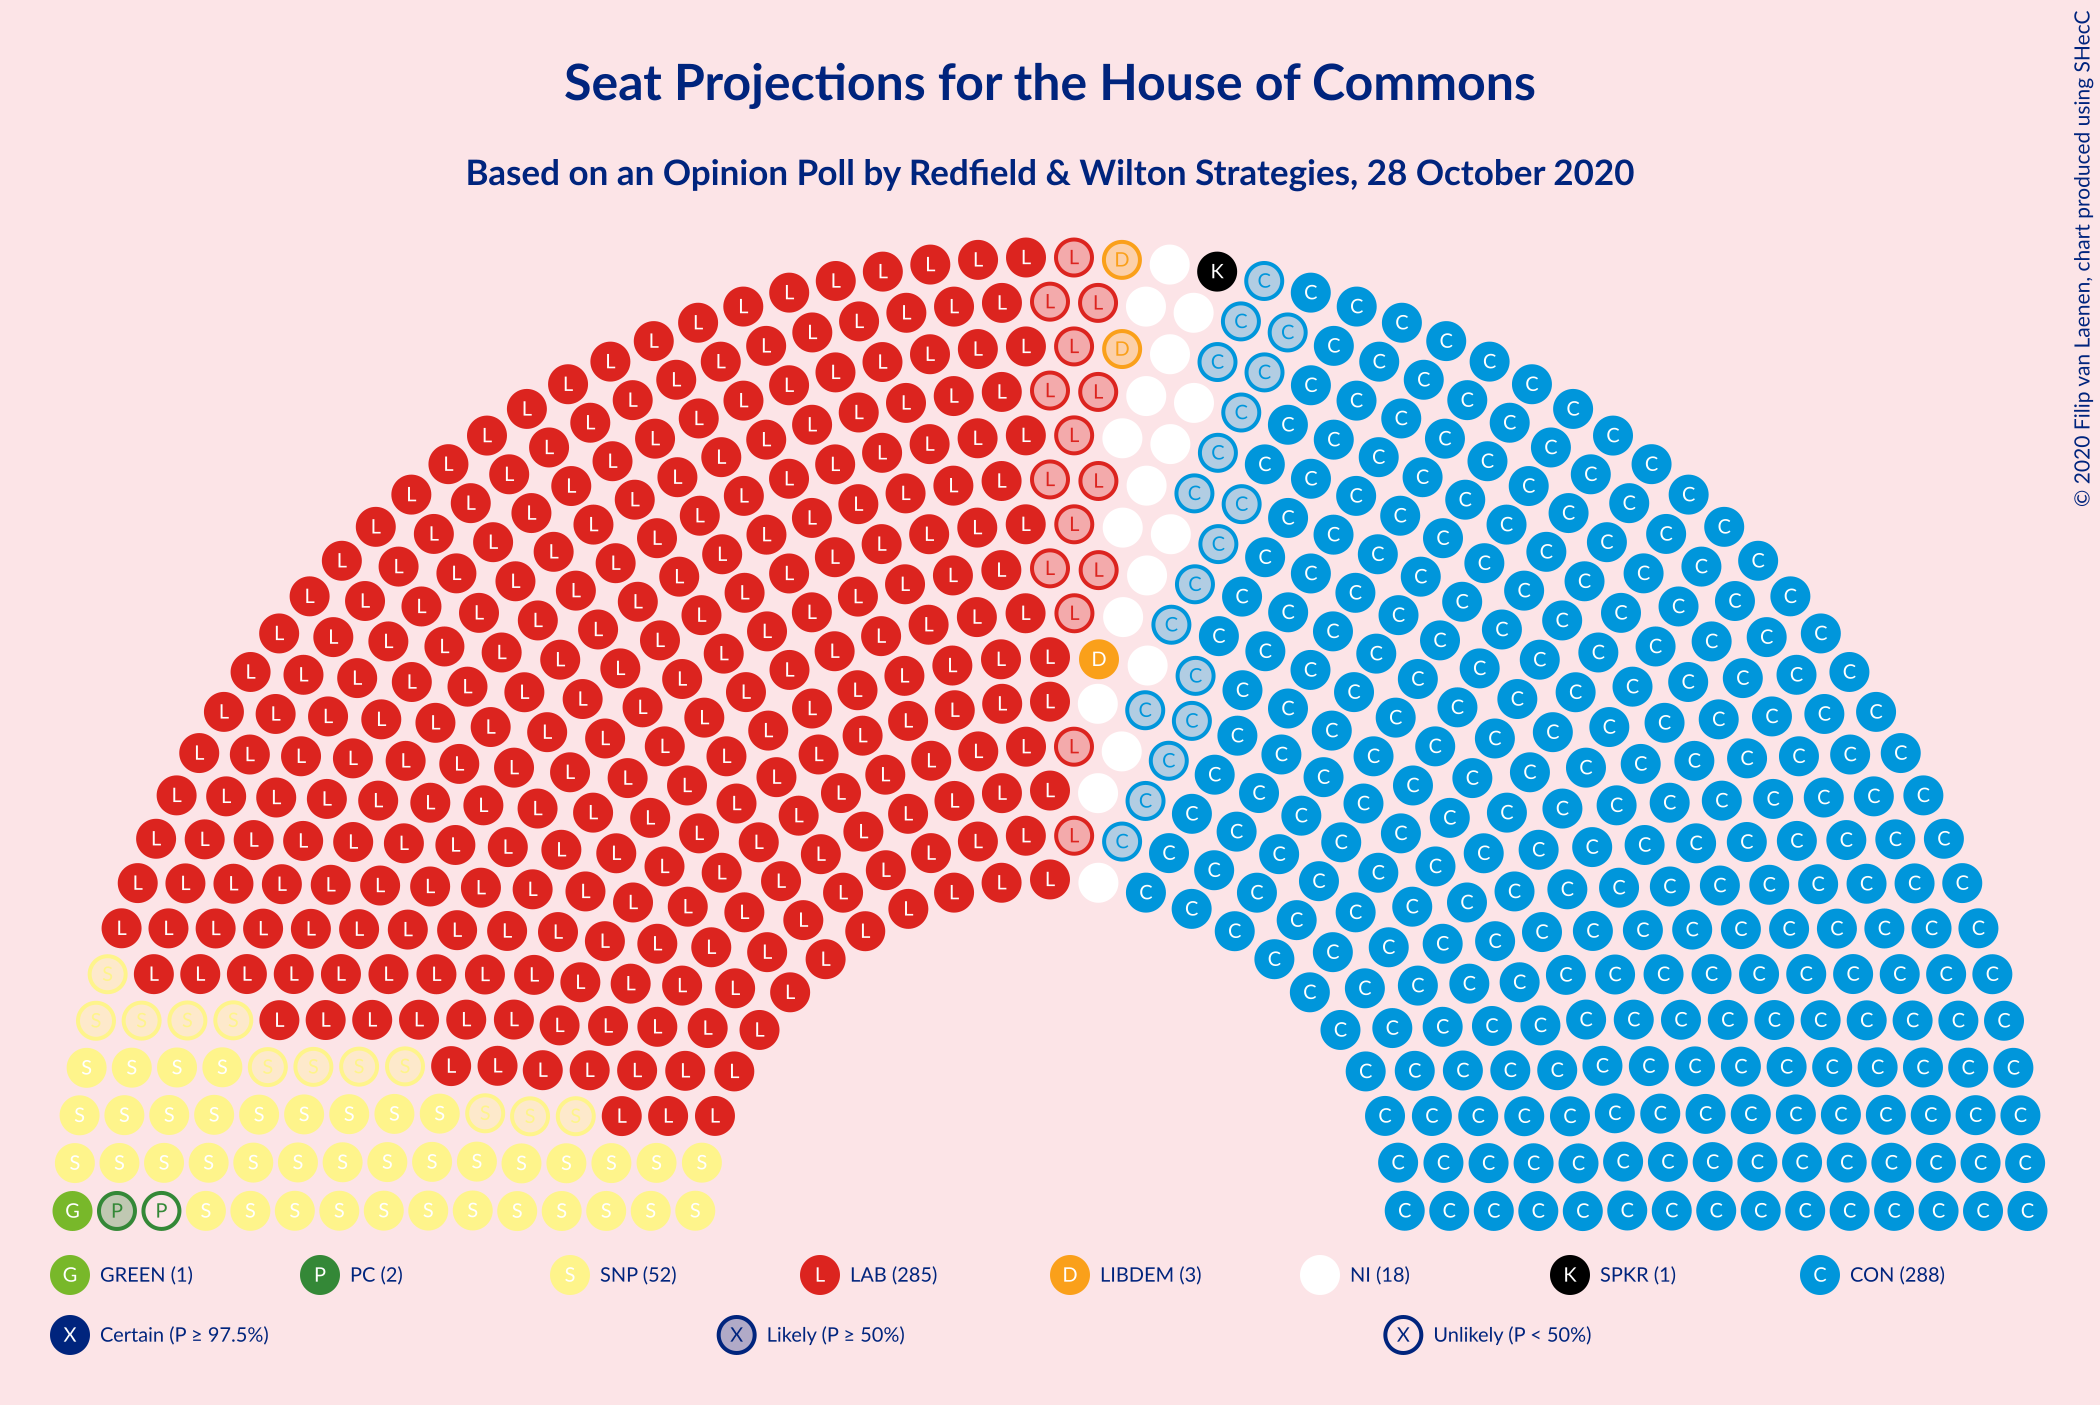 Seat Projections for the House of Commons
Based on an Opinion Poll by Redfield & Wilton Strategies, 28 October 2020
© 2020 Filip van Laenen, chart produced using SHecC
G GREEN (1)
P PC (2)
S SNP (52)
L LAB (285)
D LIBDEM (3)
NI (18)
K SPKR (1)
C CON (288)
X Certain (P ≥ 97.5%)
X Likely (P ≥ 50%)
X Unlikely (P < 50%)